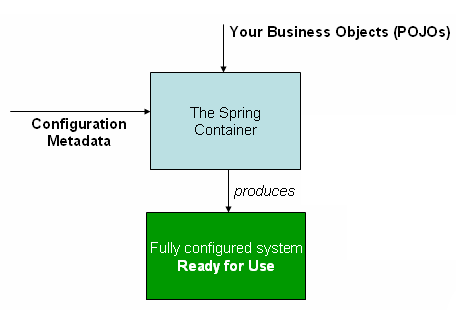 Your Business Objects (POJOs)
The Spring
Container
Configuration
Metadata
produces
Fully configured system
Ready for Use